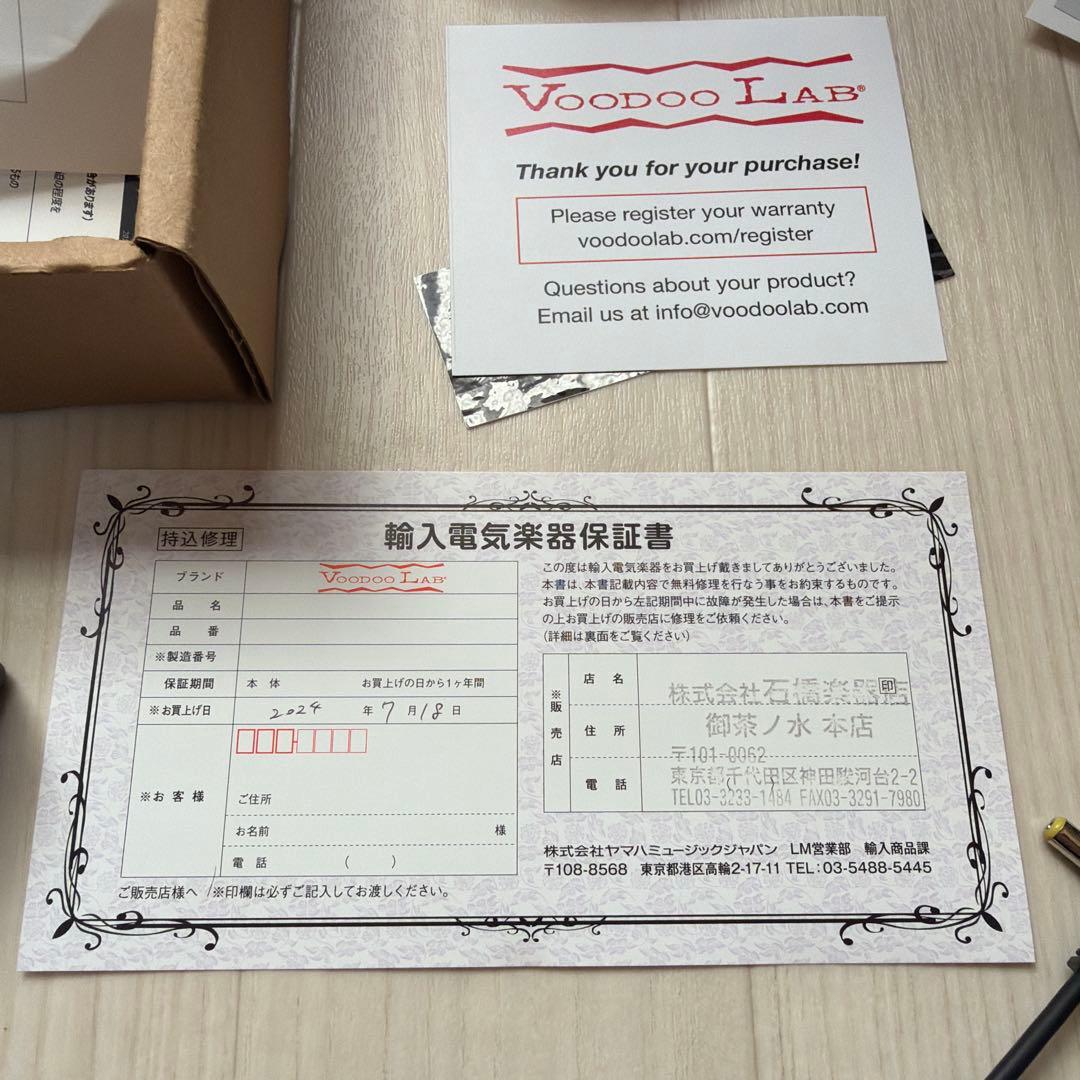 VOODOO LAB®
Thank you for your purchase!
Please register your warranty
voodoolab.com/register
Questions about your product?
Email us at info@voodoolab.com
輸入電気楽器保証書
持込修理
ブランド VOODOO LAB®
品 名
品 番
※製造番号
保証期間 本 体 お買上げの日から1ヶ年間
※お買上げ日 2024 年 7 月 18 日
※お客様
ご住所
お名前 様
電 話 ( )
ご販売店様へ ※印欄は必ずご記入してお渡しください。
この度は輸入電気楽器をお買上げ戴きましてありがとうございました。
本書は、本書記載内容で無料修理を行なう事をお約束するものです。
お買上げの日から左記期間中に故障が発生した場合は、本書をご提示
の上お買上げの販売店に修理をご依頼ください。
(詳細は裏面をご覧ください)
※販売店
店 名 株式会社石橋楽器店 印
御茶ノ水 本店
住 所 〒101-0062
東京都千代田区神田駿河台2-2
電 話 TEL03-3233-1484 FAX03-3291-7980
株式会社ヤマハミュージックジャパン LM営業部 輸入商品課
〒108-8568 東京都港区高輪2-17-11 TEL:03-5488-5445